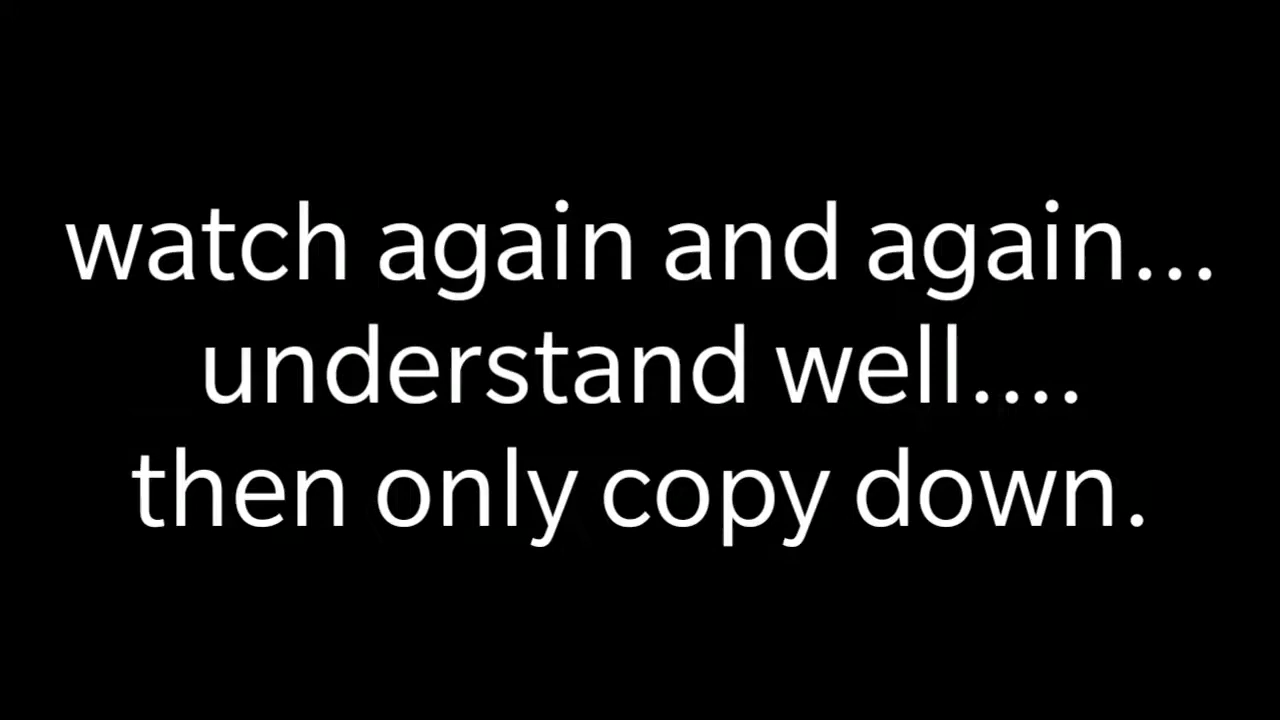 watch again and again...
understand well....
then only copy down.